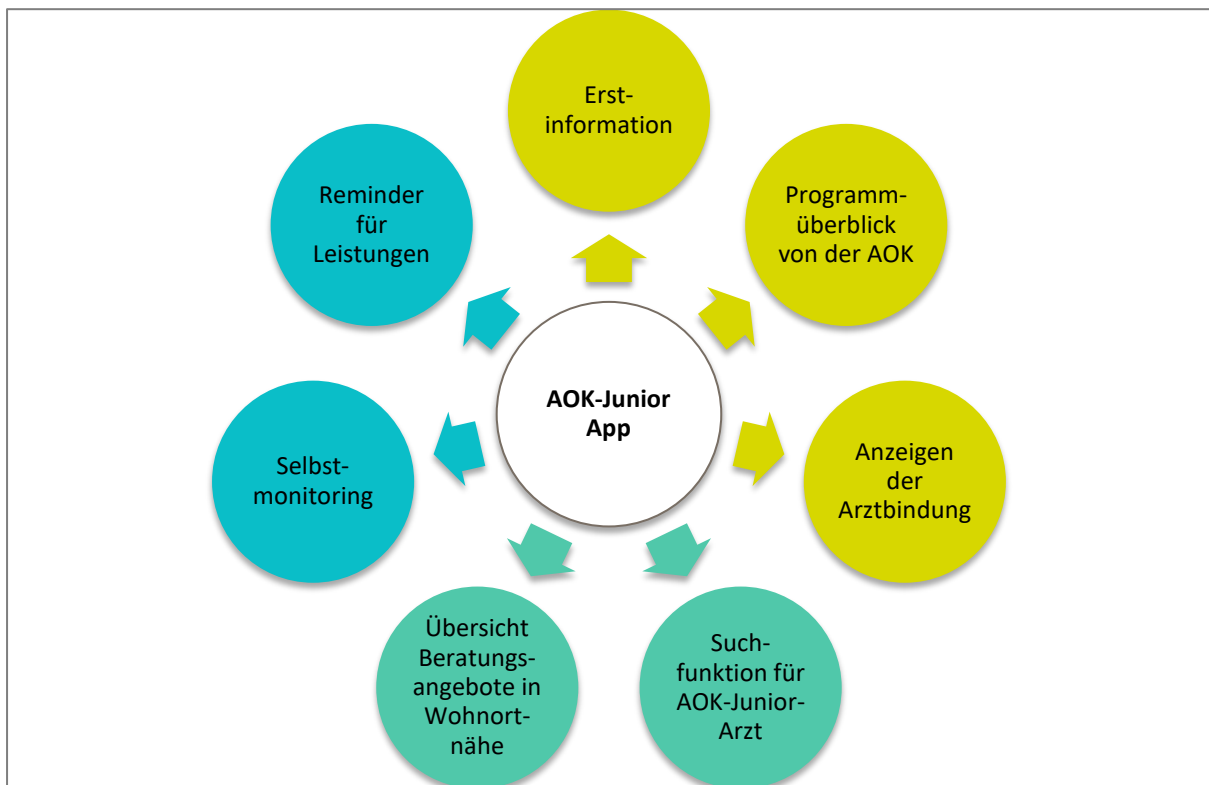 Erst-
information
Programm-
überblick
von der AOK
Anzeigen
der
Arztbindung
Such-
funktion für
AOK-Junior-
Arzt
Übersicht
Beratungs-
angebote in
Wohnort-
nähe
Selbst-
monitoring
Reminder
für
Leistungen
AOK-Junior
App